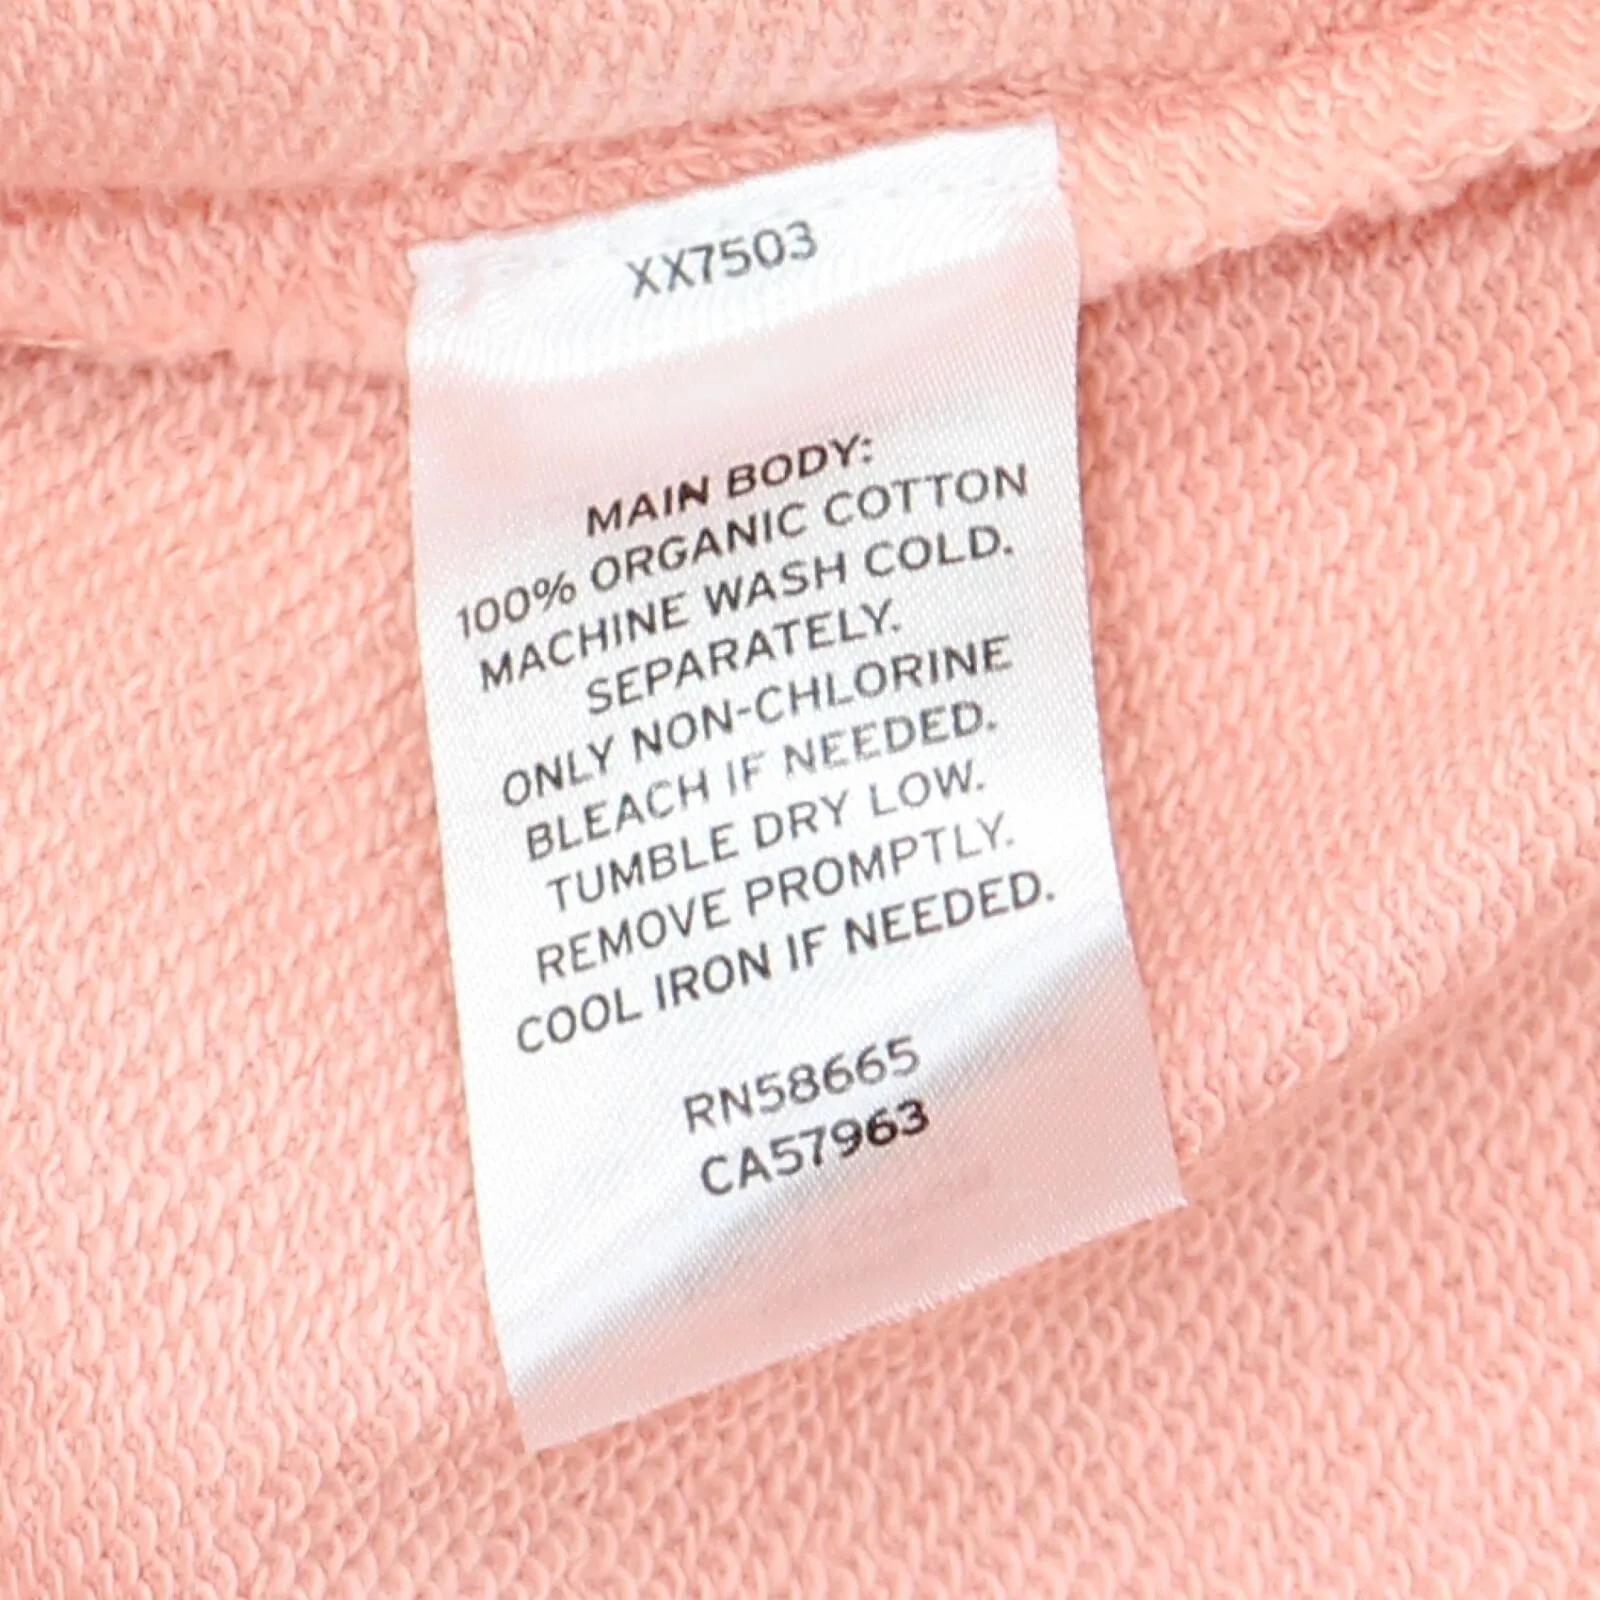 XX7503
MAIN BODY:
100% ORGANIC COTTON
MACHINE WASH COLD.
SEPARATELY.
ONLY NON-CHLORINE
BLEACH IF NEEDED.
TUMBLE DRY LOW.
REMOVE PROMPTLY.
COOL IRON IF NEEDED.
RN58665
CA57963